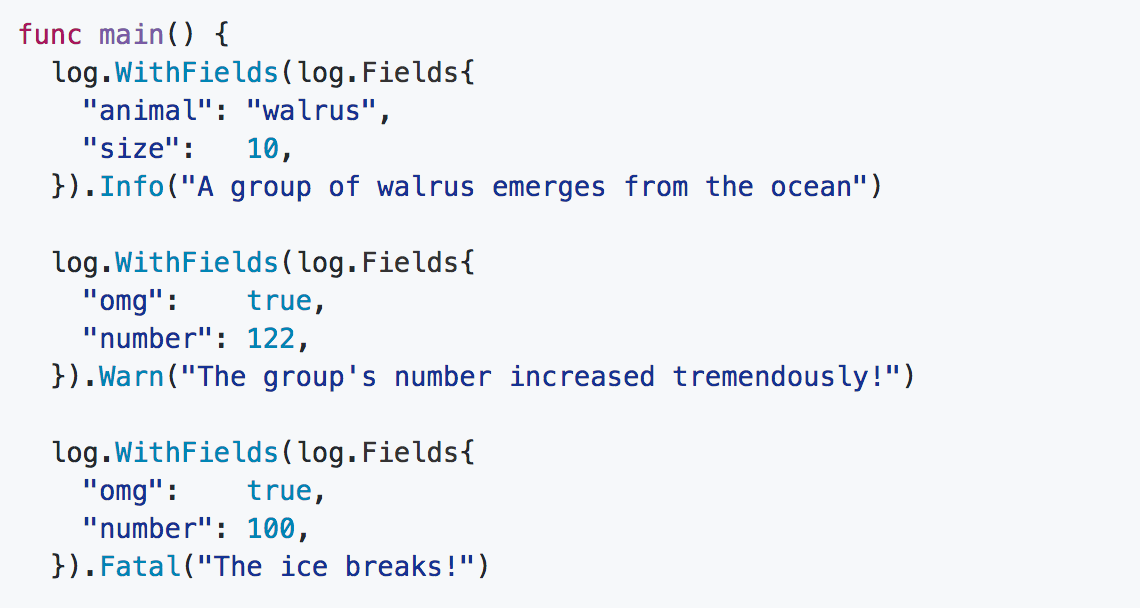 func main() {
  log.WithFields(log.Fields{
    "animal": "walrus",
    "size":   10,
  }).Info("A group of walrus emerges from the ocean")

  log.WithFields(log.Fields{
    "omg":    true,
    "number": 122,
  }).Warn("The group's number increased tremendously!")

  log.WithFields(log.Fields{
    "omg":    true,
    "number": 100,
  }).Fatal("The ice breaks!")